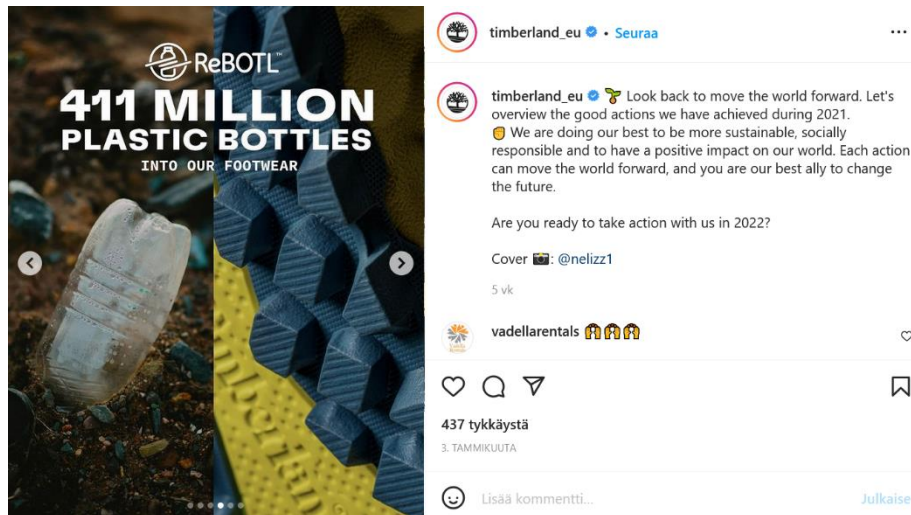 ReBOTL™
411 MILLION
PLASTIC BOTTLES
INTO OUR FOOTWEAR
timberland_eu • Seuraa
timberland_eu 🌱 Look back to move the world forward. Let's
overview the good actions we have achieved during 2021.
✊ We are doing our best to be more sustainable, socially
responsible and to have a positive impact on our world. Each action
can move the world forward, and you are our best ally to change
the future.
Are you ready to take action with us in 2022?
Cover 📸: @nelizz1
5 vk
vadellarentals 🙌🙌🙌
437 tykkäystä
3. TAMMIKUUTA
Lisää kommentti...
Julkaise